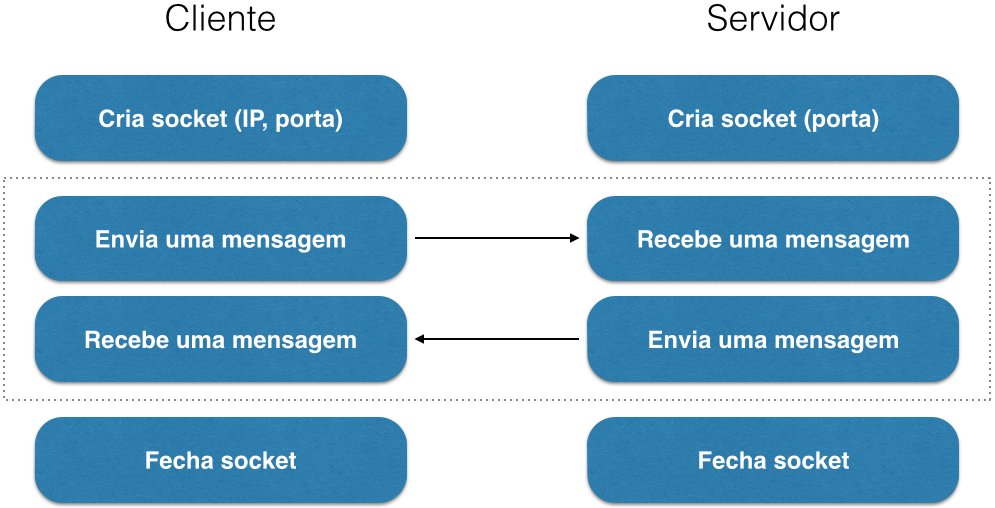 Cliente
Servidor
Cria socket (IP, porta)
Cria socket (porta)
Envia uma mensagem
Recebe uma mensagem
Recebe uma mensagem
Envia uma mensagem
Fecha socket
Fecha socket